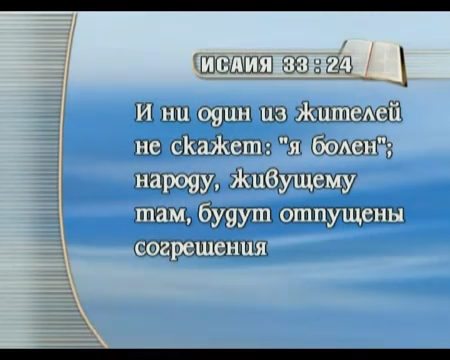 ИСАИЯ 33:24
И ни один из жителей
не скажет: "я болен";
народу, живущему
там, будут отпущены
согрешения